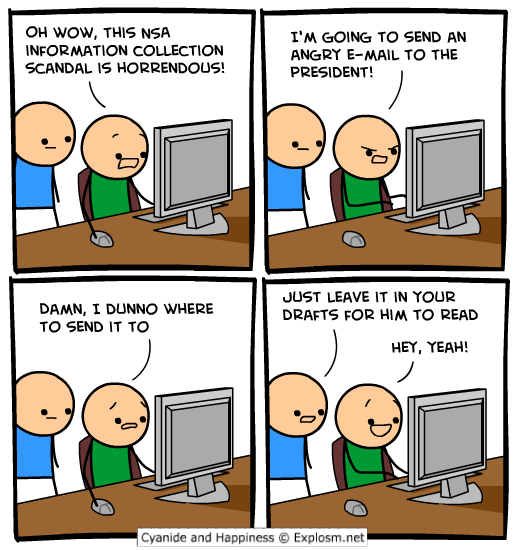 OH WOW, THIS NSA
INFORMATION COLLECTION
SCANDAL IS HORRENDOUS!
I'M GOING TO SEND AN
ANGRY E-MAIL TO THE
PRESIDENT!
DAMN, I DUNNO WHERE
TO SEND IT TO
JUST LEAVE IT IN YOUR
DRAFTS FOR HIM TO READ
HEY, YEAH!
Cyanide and Happiness © Explosm.net